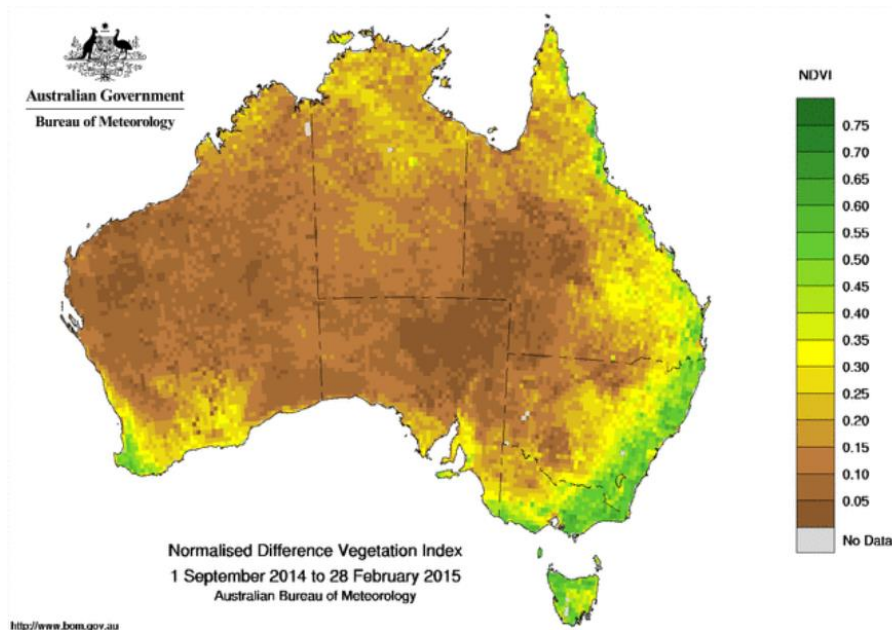 Australian Government
Bureau of Meteorology
NDVI
0.75
0.70
0.65
0.60
0.55
0.50
0.45
0.40
0.35
0.30
0.25
0.20
0.15
0.10
0.05
No Data
Normalised Difference Vegetation Index
1 September 2014 to 28 February 2015
Australian Bureau of Meteorology
http://www.bom.gov.au